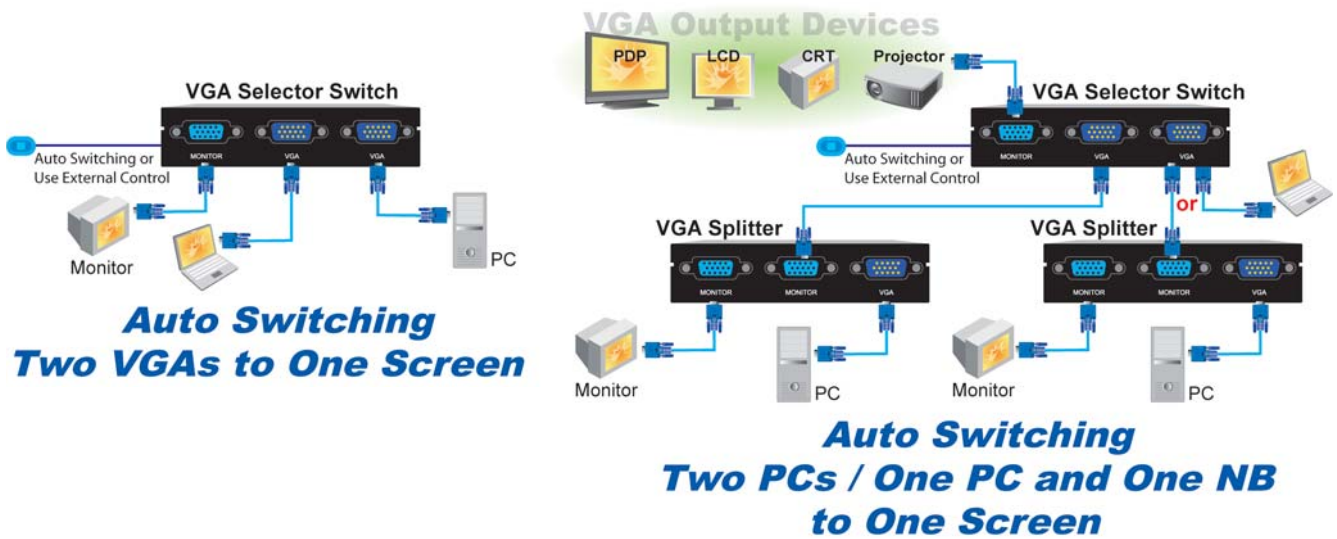 VGA Selector Switch
MONITOR VGA VGA
Auto Switching or
Use External Control
Monitor
PC
Auto Switching
Two VGAs to One Screen
VGA Output Devices
PDP LCD CRT Projector
VGA Selector Switch
MONITOR VGA VGA
Auto Switching or
Use External Control
or
VGA Splitter
MONITOR MONITOR VGA
Monitor
PC
VGA Splitter
MONITOR MONITOR VGA
Monitor
PC
Auto Switching
Two PCs / One PC and One NB
to One Screen